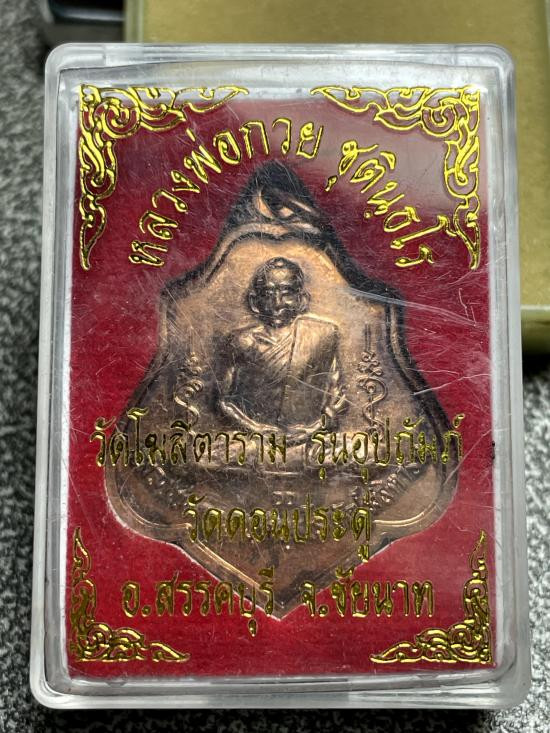 หลวงพ่อกวย ชุตินฺธโร
วัดโฆสิตาราม รุ่นอุปถัมภ์
วัดดอนประดู่
อ.สรรคบุรี จ.ชัยนาท